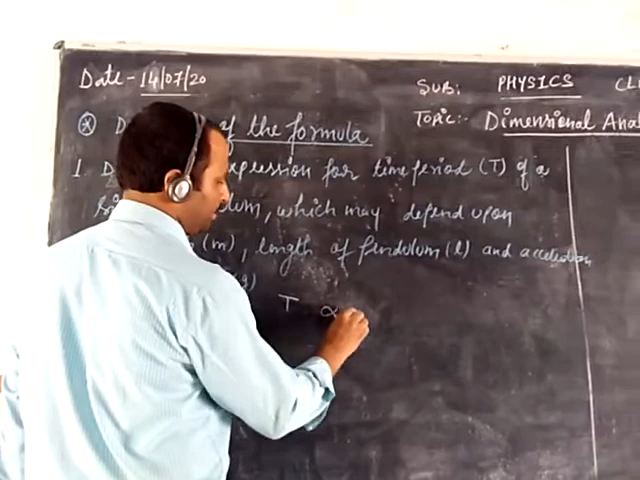 Date - 14/07/20
SUB: PHYSICS
TOPIC:- Dimensional
of the formula
1. expression for time period (T) of a
which may depend upon
(m), length of pendulum (l) and acceleration
g)
T ∝